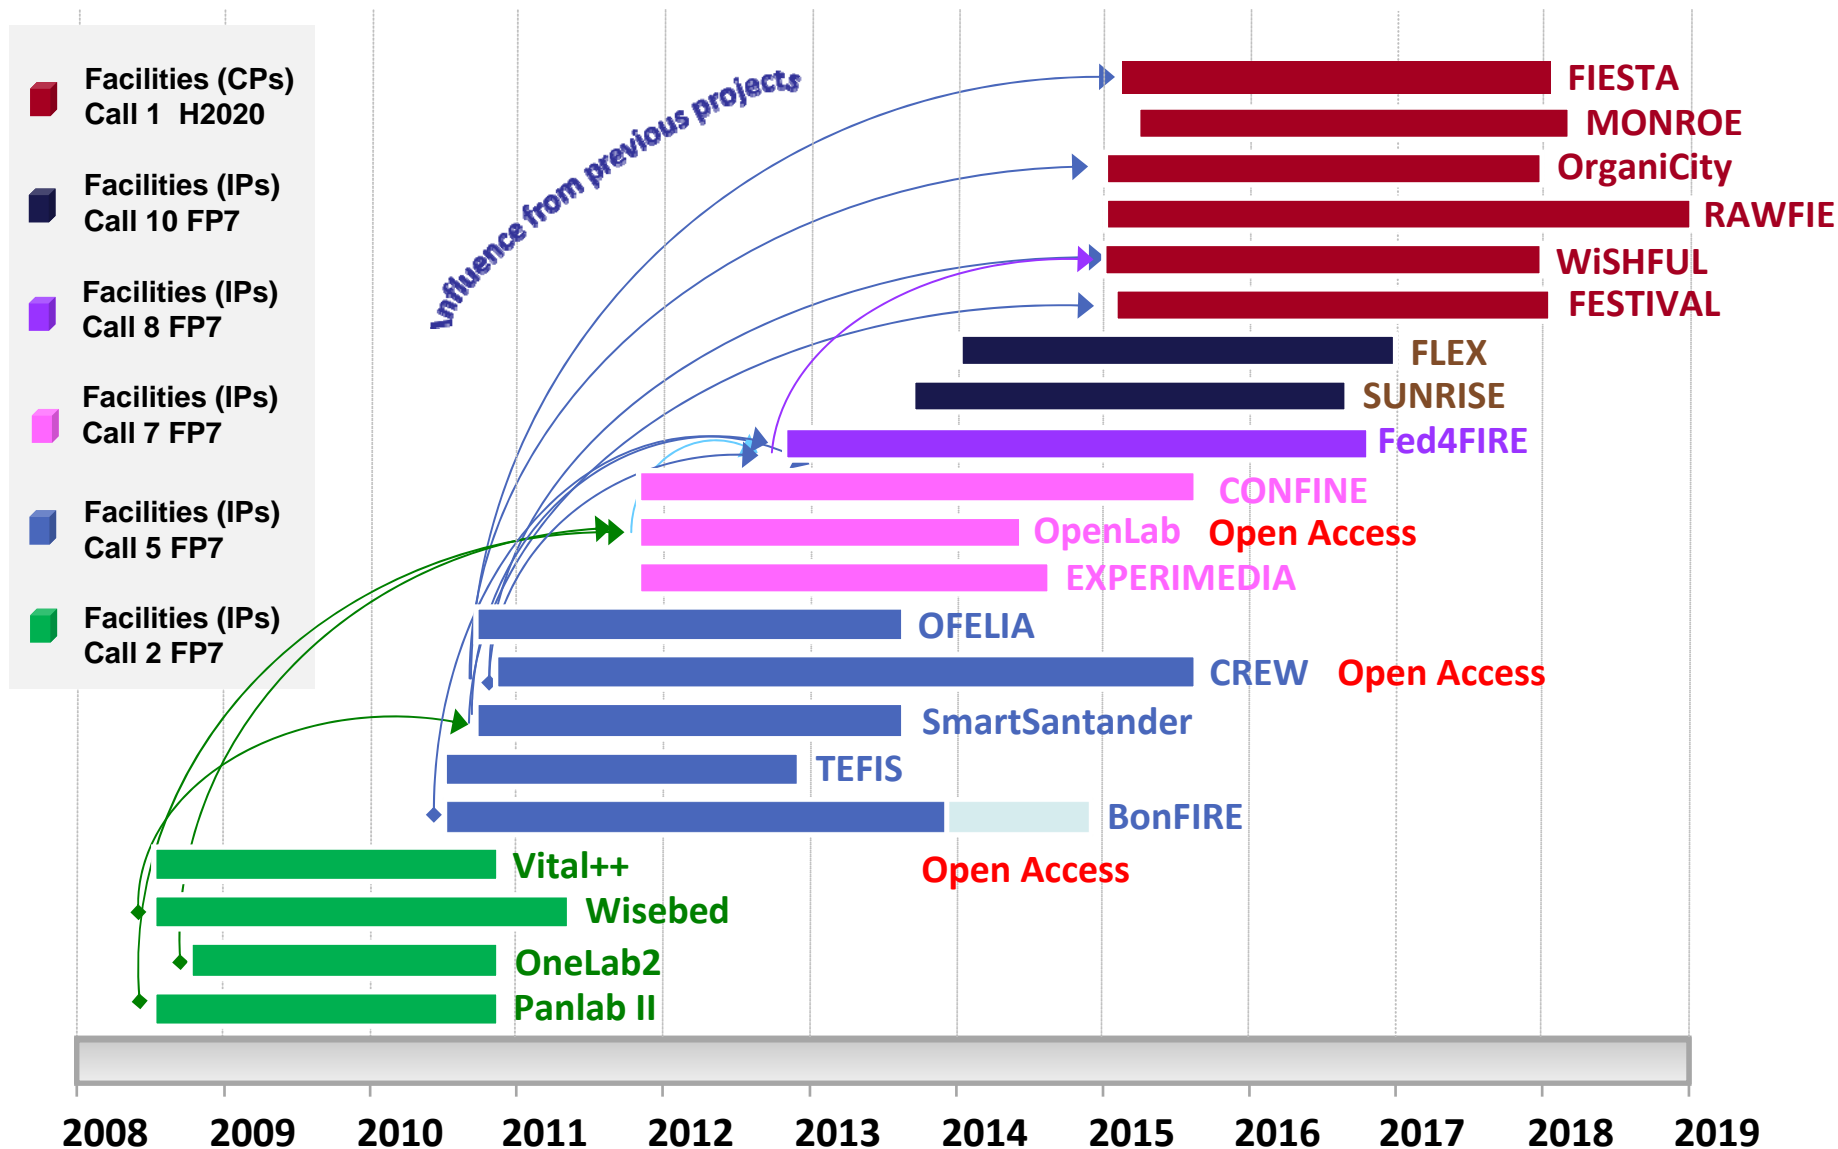 Facilities (CPs)
Call 1 H2020
Facilities (IPs)
Call 10 FP7
Facilities (IPs)
Call 8 FP7
Facilities (IPs)
Call 7 FP7
Facilities (IPs)
Call 5 FP7
Facilities (IPs)
Call 2 FP7
Influence from previous projects
FIESTA
MONROE
OrganiCity
RAWFIE
WiSHFUL
FESTIVAL
FLEX
SUNRISE
Fed4FIRE
CONFINE
OpenLab Open Access
EXPERIMEDIA
OFELIA
CREW Open Access
SmartSantander
TEFIS
BonFIRE
Open Access
Vital++
Wisebed
OneLab2
Panlab II
2008 2009 2010 2011 2012 2013 2014 2015 2016 2017 2018 2019